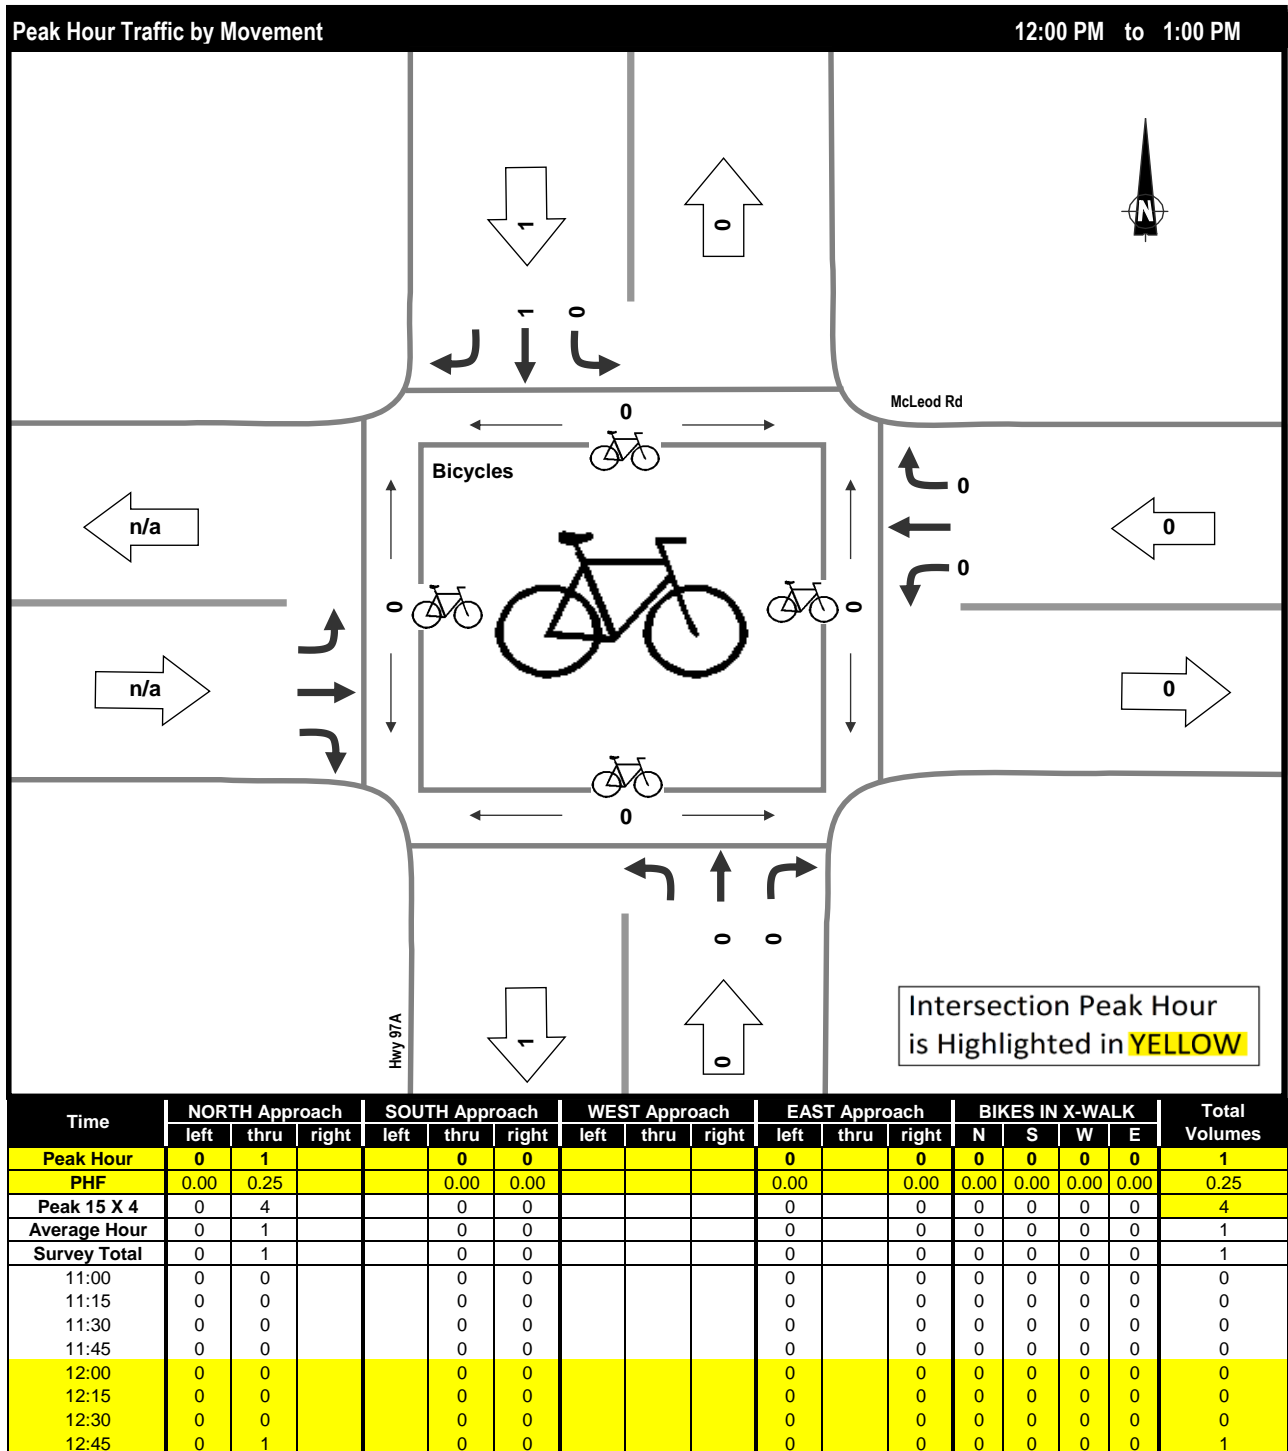 Peak Hour Traffic by Movement 12:00 PM to 1:00 PM
1 0
N
1 0
McLeod Rd
0
Bicycles
0
n/a 0
0
0 0
n/a 0
0
0 0
Intersection Peak Hour
is Highlighted in YELLOW
Hwy 97A
1 0
Time NORTH Approach SOUTH Approach WEST Approach EAST Approach BIKES IN X-WALK Total Volumes
left thru right left thru right left thru right left thru right N S W E
Peak Hour 0 1 0 0 0 0 0 0 0 0 1
PHF 0.00 0.25 0.00 0.00 0.00 0.00 0.00 0.00 0.00 0.00 0.25
Peak 15 X 4 0 4 0 0 0 0 0 0 0 0 4
Average Hour 0 1 0 0 0 0 0 0 0 0 1
Survey Total 0 1 0 0 0 0 0 0 0 0 1
11:00 0 0 0 0 0 0 0 0 0 0 0
11:15 0 0 0 0 0 0 0 0 0 0 0
11:30 0 0 0 0 0 0 0 0 0 0 0
11:45 0 0 0 0 0 0 0 0 0 0 0
12:00 0 0 0 0 0 0 0 0 0 0 0
12:15 0 0 0 0 0 0 0 0 0 0 0
12:30 0 0 0 0 0 0 0 0 0 0 0
12:45 0 1 0 0 0 0 0 0 0 0 1